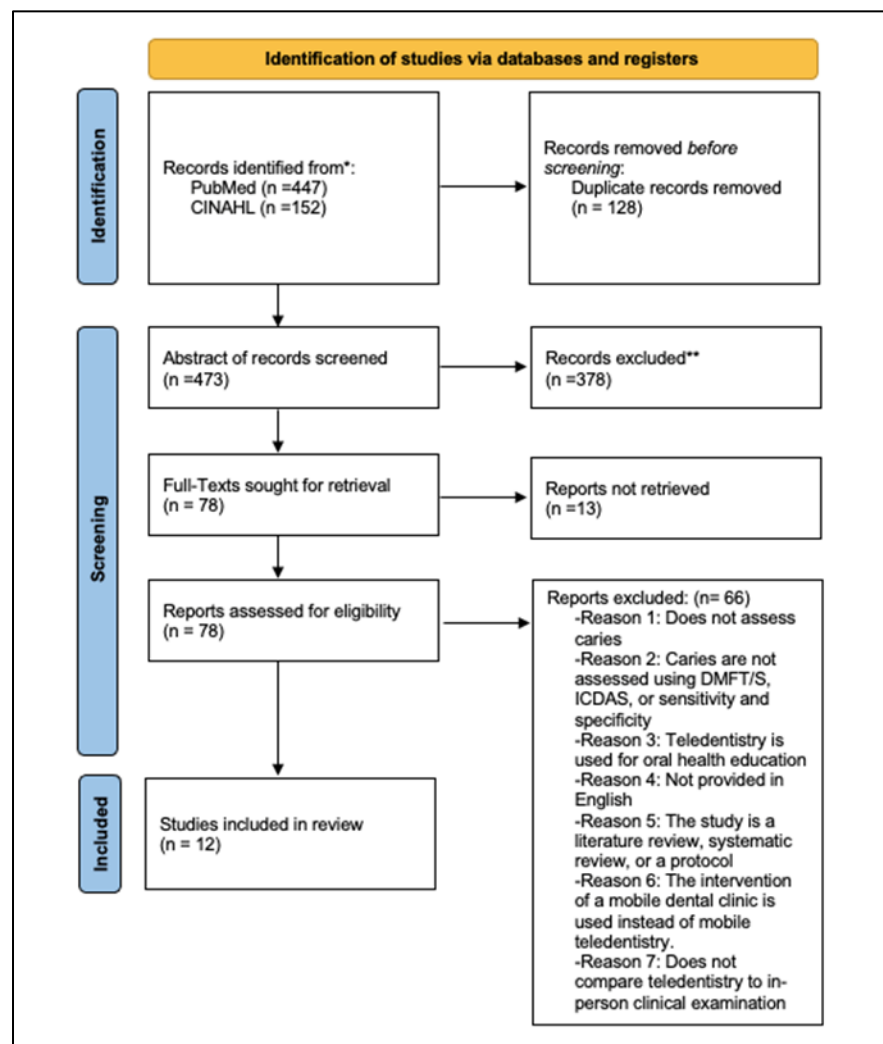 Identification of studies via databases and registers
Identification
Records identified from*:
PubMed (n =447)
CINAHL (n =152)
Records removed before
screening:
Duplicate records removed
(n = 128)
Screening
Abstract of records screened
(n =473)
Records excluded**
(n =378)
Full-Texts sought for retrieval
(n = 78)
Reports not retrieved
(n =13)
Reports assessed for eligibility
(n = 78)
Reports excluded: (n= 66)
-Reason 1: Does not assess
caries
-Reason 2: Caries are not
assessed using DMFT/S,
ICDAS, or sensitivity and
specificity
-Reason 3: Teledentistry is
used for oral health education
-Reason 4: Not provided in
English
-Reason 5: The study is a
literature review, systematic
review, or a protocol
-Reason 6: The intervention
of a mobile dental clinic is
used instead of mobile
teledentistry.
-Reason 7: Does not
compare teledentistry to in-
person clinical examination
Included
Studies included in review
(n = 12)